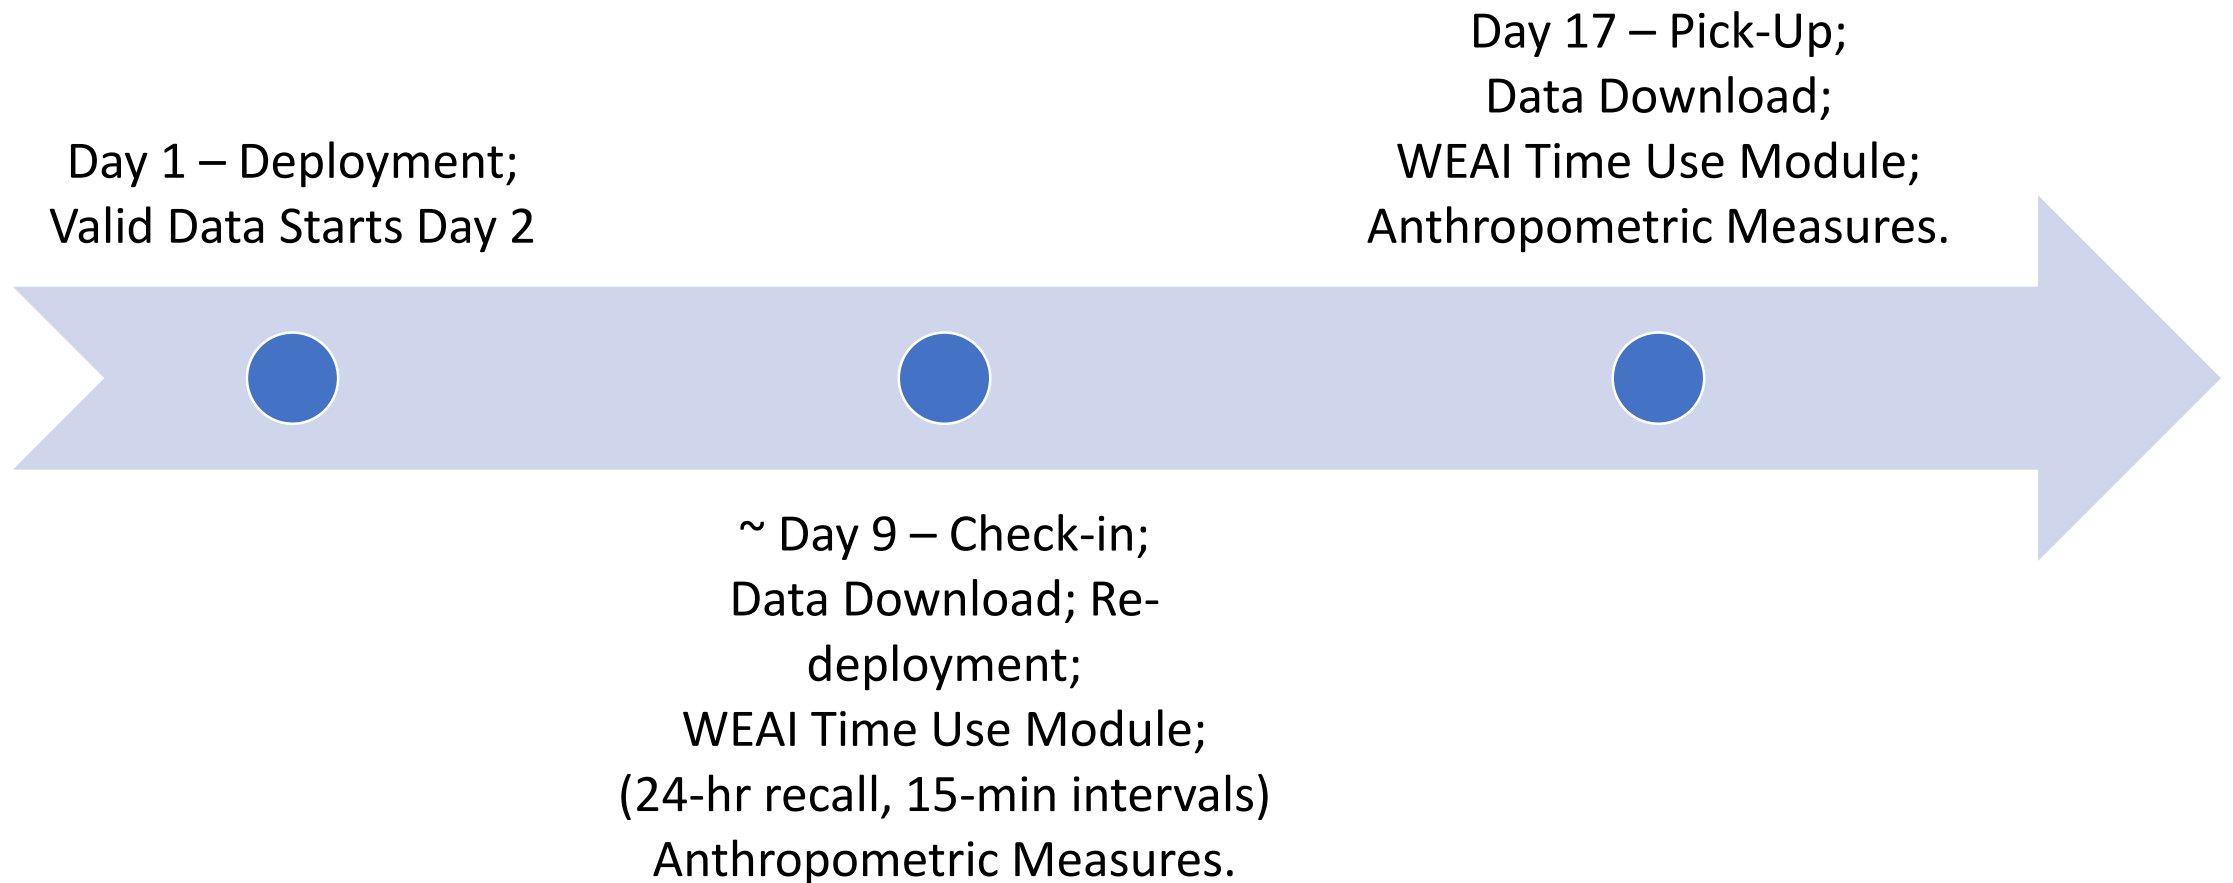 Day 1 – Deployment;
Valid Data Starts Day 2
~ Day 9 – Check-in;
Data Download; Re-
deployment;
WEAI Time Use Module;
(24-hr recall, 15-min intervals)
Anthropometric Measures.
Day 17 – Pick-Up;
Data Download;
WEAI Time Use Module;
Anthropometric Measures.